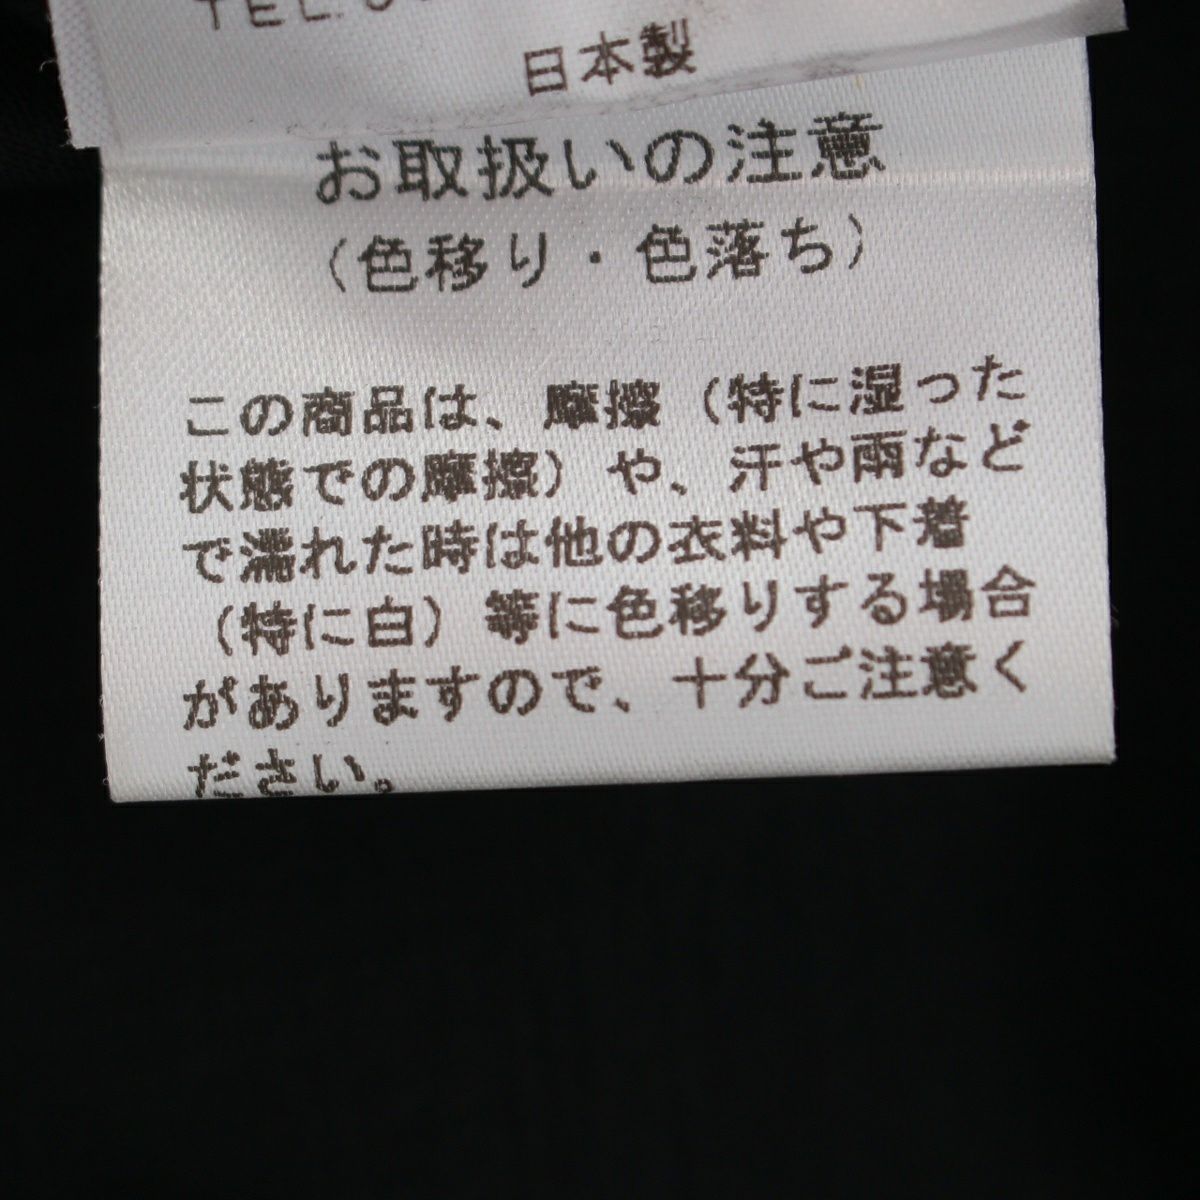 TEL.0
日本製
お取扱いの注意
（色移り・色落ち）
この商品は、摩擦（特に湿った
状態での摩擦）や、汗や雨など
で濡れた時は他の衣料や下着
（特に白）等に色移りする場合
がありますので、十分ご注意く
ださい。